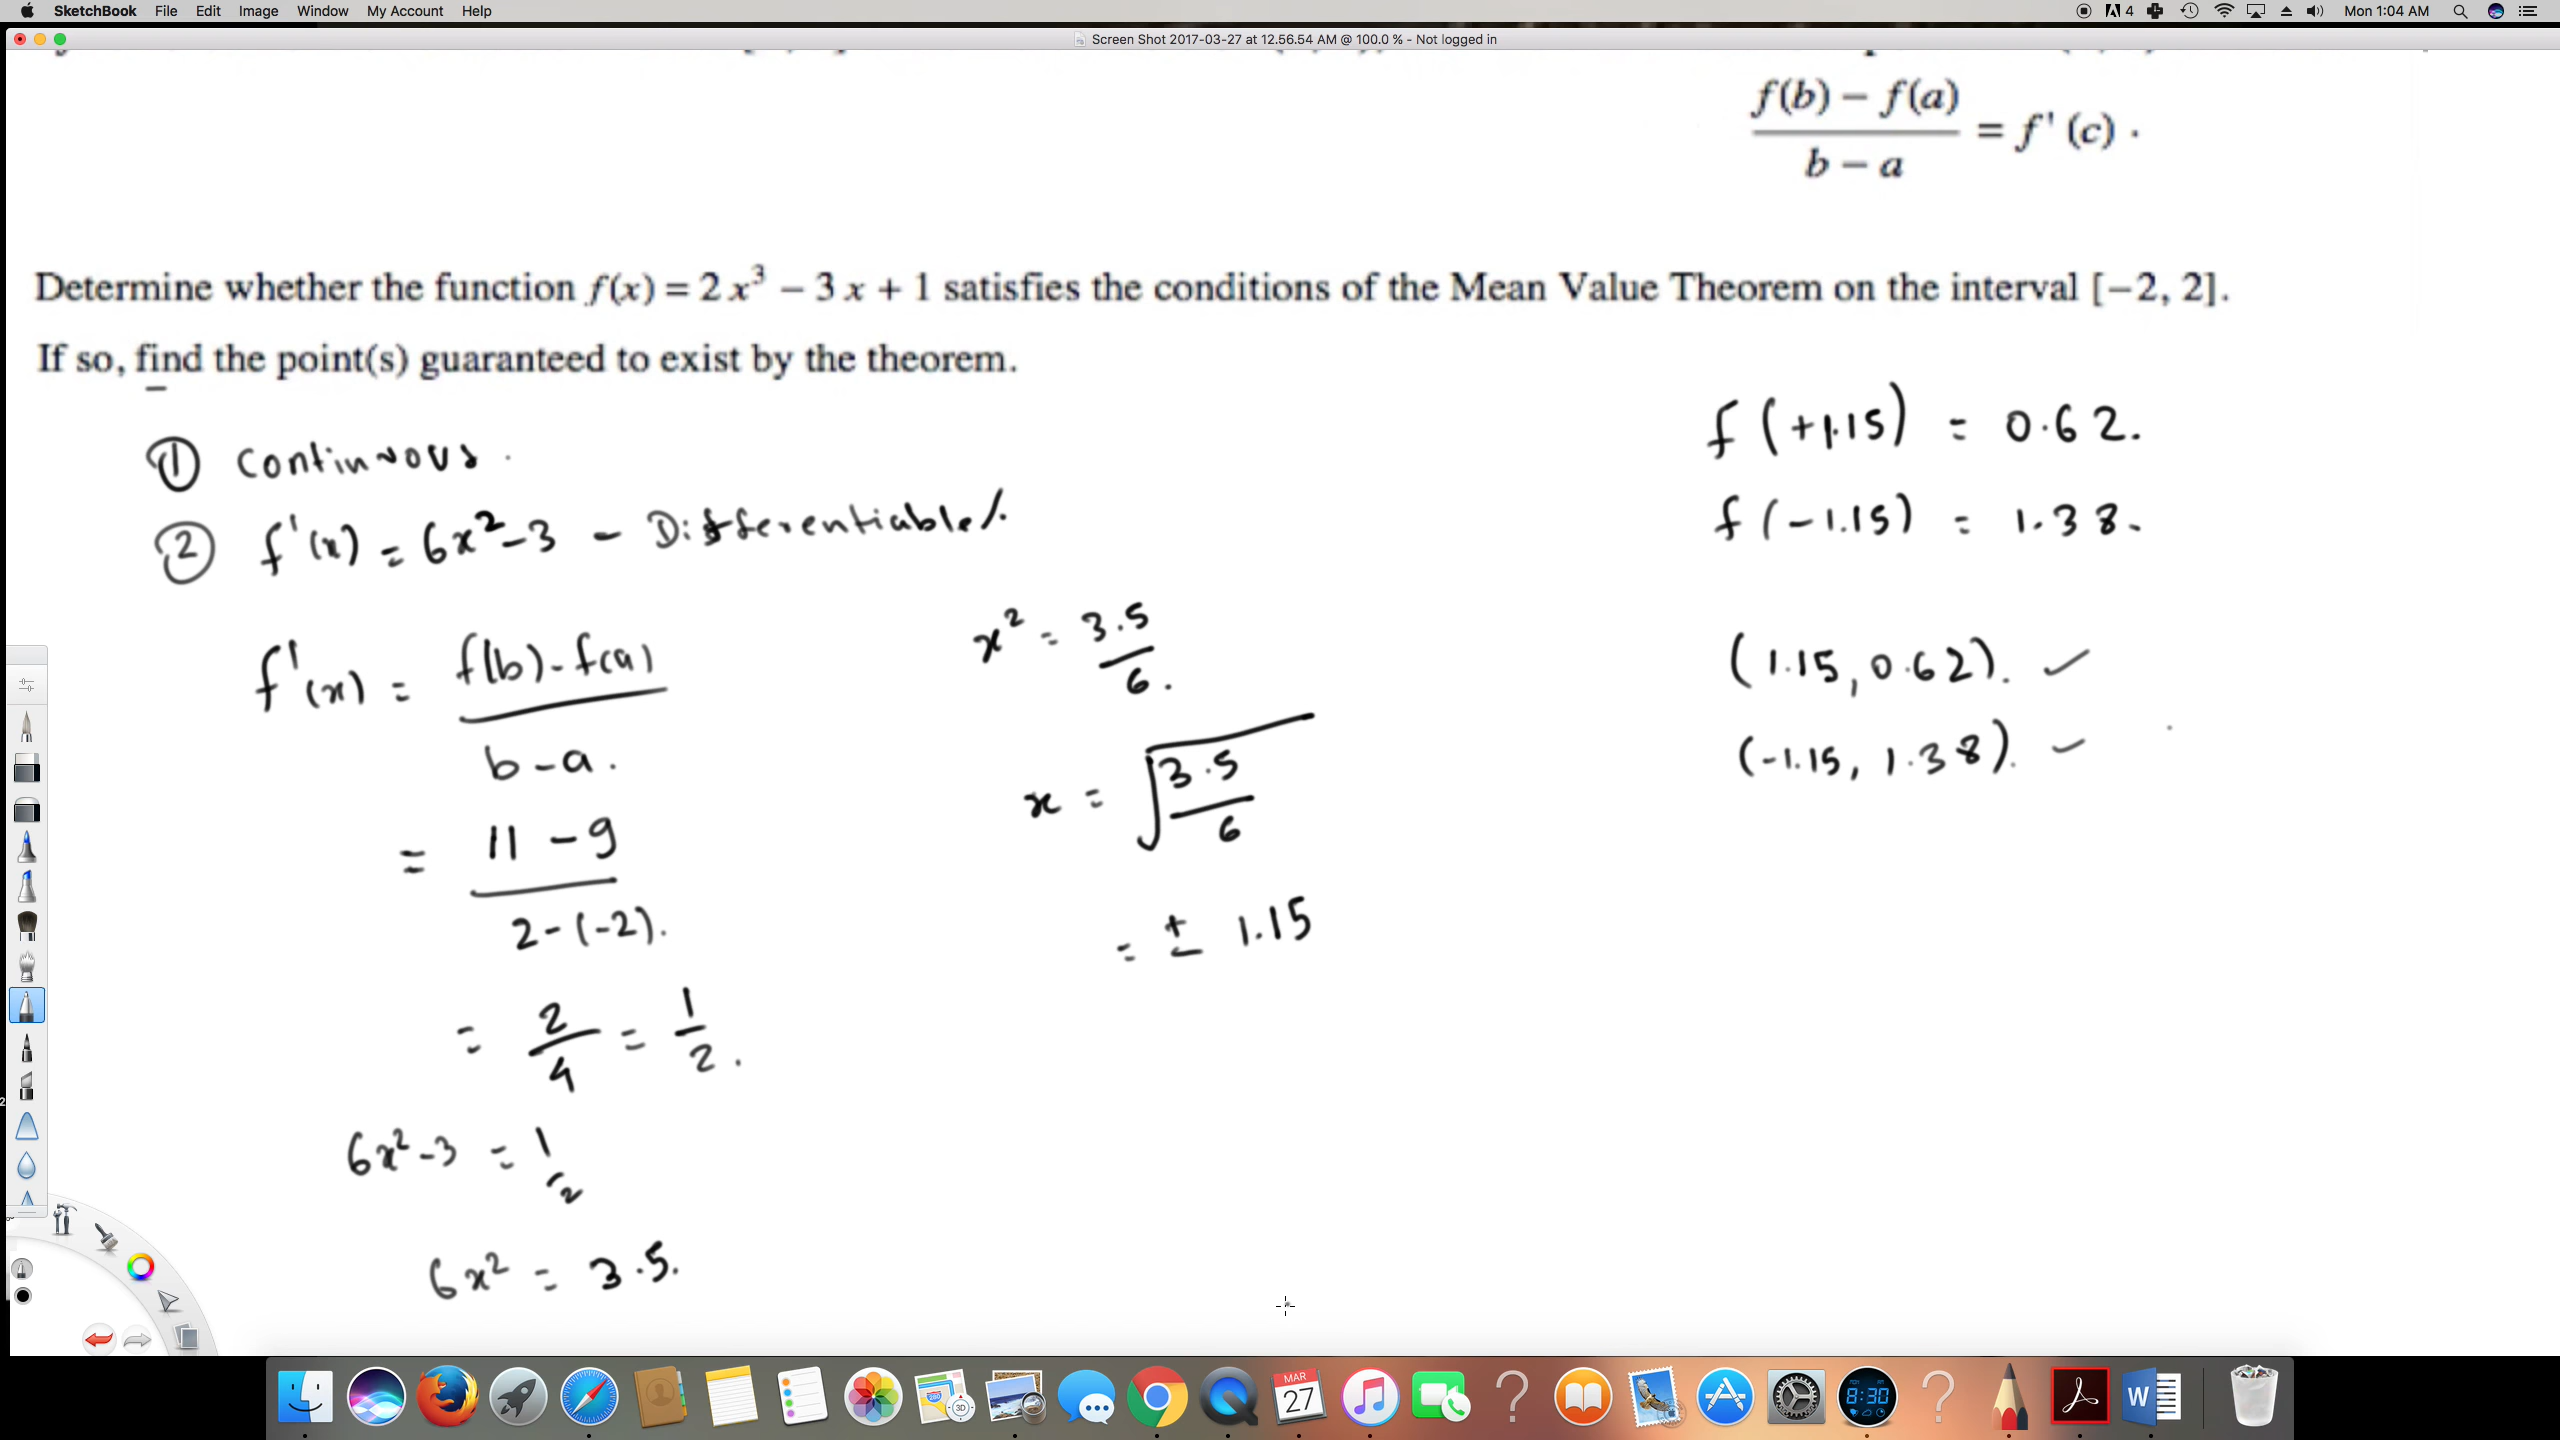 SketchBook File Edit Image Window My Account Help
4 Mon 1:04 AM
Screen Shot 2017-03-27 at 12.56.54 AM @ 100.0 % - Not logged in
f(b) − f(a)
= f' (c) .
b − a
Determine whether the function f(x) = 2 x³ − 3 x + 1 satisfies the conditions of the Mean Value Theorem on the interval [−2, 2].
If so, find the point(s) guaranteed to exist by the theorem.
① Continuous .
② f'(x) = 6x² - 3 - Differentiable
f'(x) = f(b) - f(a)
b - a .
= 11 - 9
2 - (-2).
= 2/4 = 1/2 .
6x² - 3 = 1/2
6x² = 3.5.
x² = 3.5
6 .
x = √3.5
6
= ± 1.15
f (+1.15) = 0.62.
f (-1.15) = 1.38.
(1.15, 0.62). ✓
(-1.15, 1.38). ✓
MAR
27
3D
8:30
W